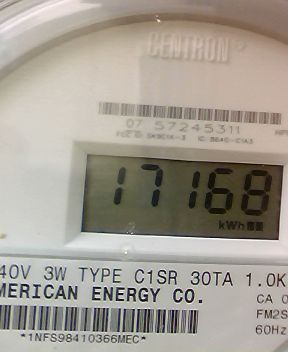 CENTRON®
07 57245311
17168
kWh
40V 3W TYPE C1SR 30TA 1.0K
MERICAN ENERGY CO.
CA 0
FM2S
60Hz
*1NFS98410366MEC*